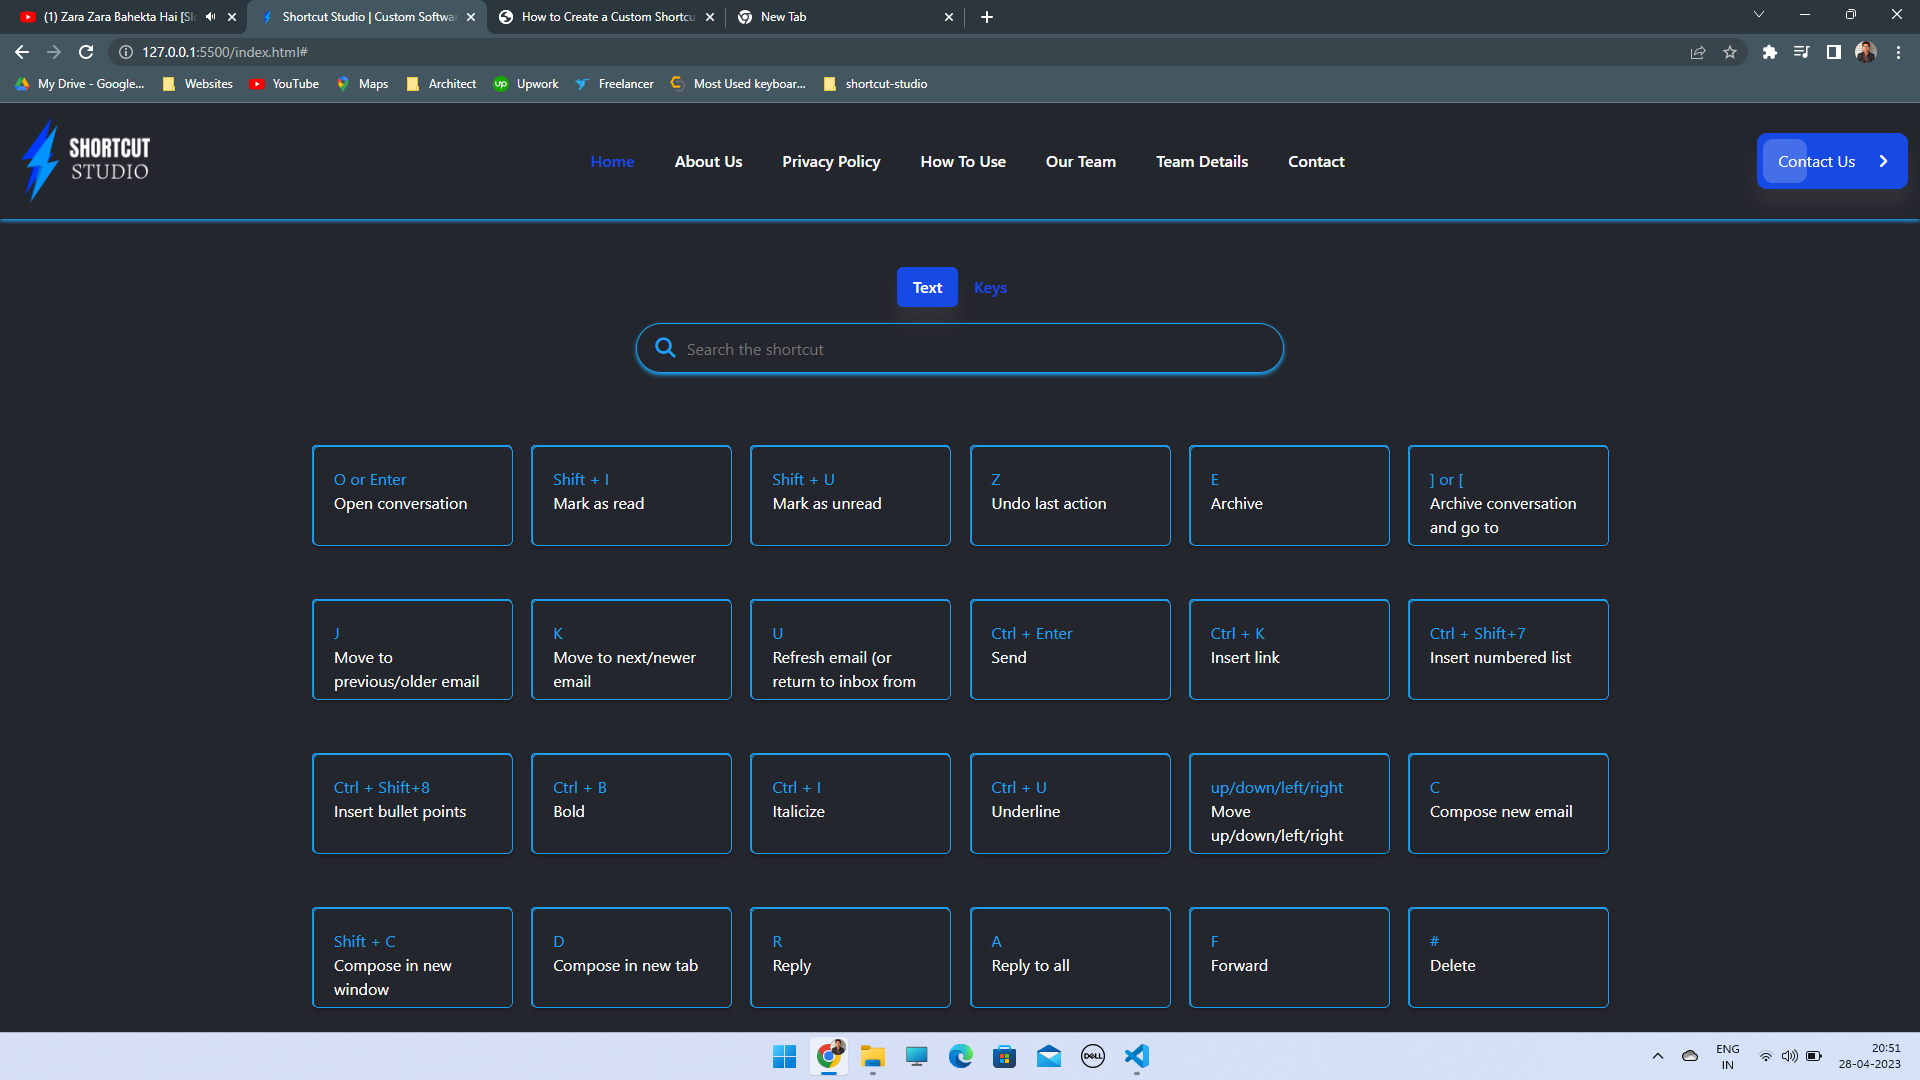 (1) Zara Zara Bahekta Hai [Slo
Shortcut Studio | Custom Softwar
How to Create a Custom Shortcu
New Tab
127.0.0.1:5500/index.html#
My Drive - Google...
Websites
YouTube
Maps
Architect
up
Upwork
Freelancer
Most Used keyboar...
shortcut-studio
SHORTCUT
STUDIO
Home
About Us
Privacy Policy
How To Use
Our Team
Team Details
Contact
Contact Us
Text
Keys
Search the shortcut
O or Enter
Open conversation
Shift + I
Mark as read
Shift + U
Mark as unread
Z
Undo last action
E
Archive
] or [
Archive conversation
and go to
J
Move to
previous/older email
K
Move to next/newer
email
U
Refresh email (or
return to inbox from
Ctrl + Enter
Send
Ctrl + K
Insert link
Ctrl + Shift+7
Insert numbered list
Ctrl + Shift+8
Insert bullet points
Ctrl + B
Bold
Ctrl + I
Italicize
Ctrl + U
Underline
up/down/left/right
Move
up/down/left/right
C
Compose new email
Shift + C
Compose in new
window
D
Compose in new tab
R
Reply
A
Reply to all
F
Forward
#
Delete
DELL
ENG
IN
20:51
28-04-2023